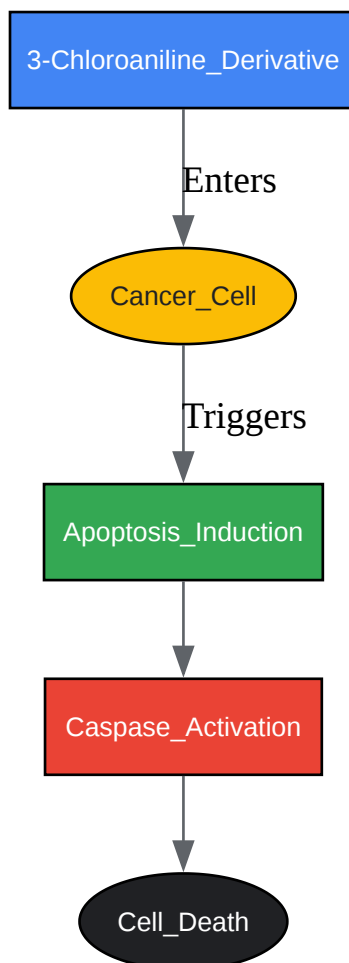 3-Chloroaniline_Derivative
Enters
Cancer_Cell
Triggers
Apoptosis_Induction
Caspase_Activation
Cell_Death